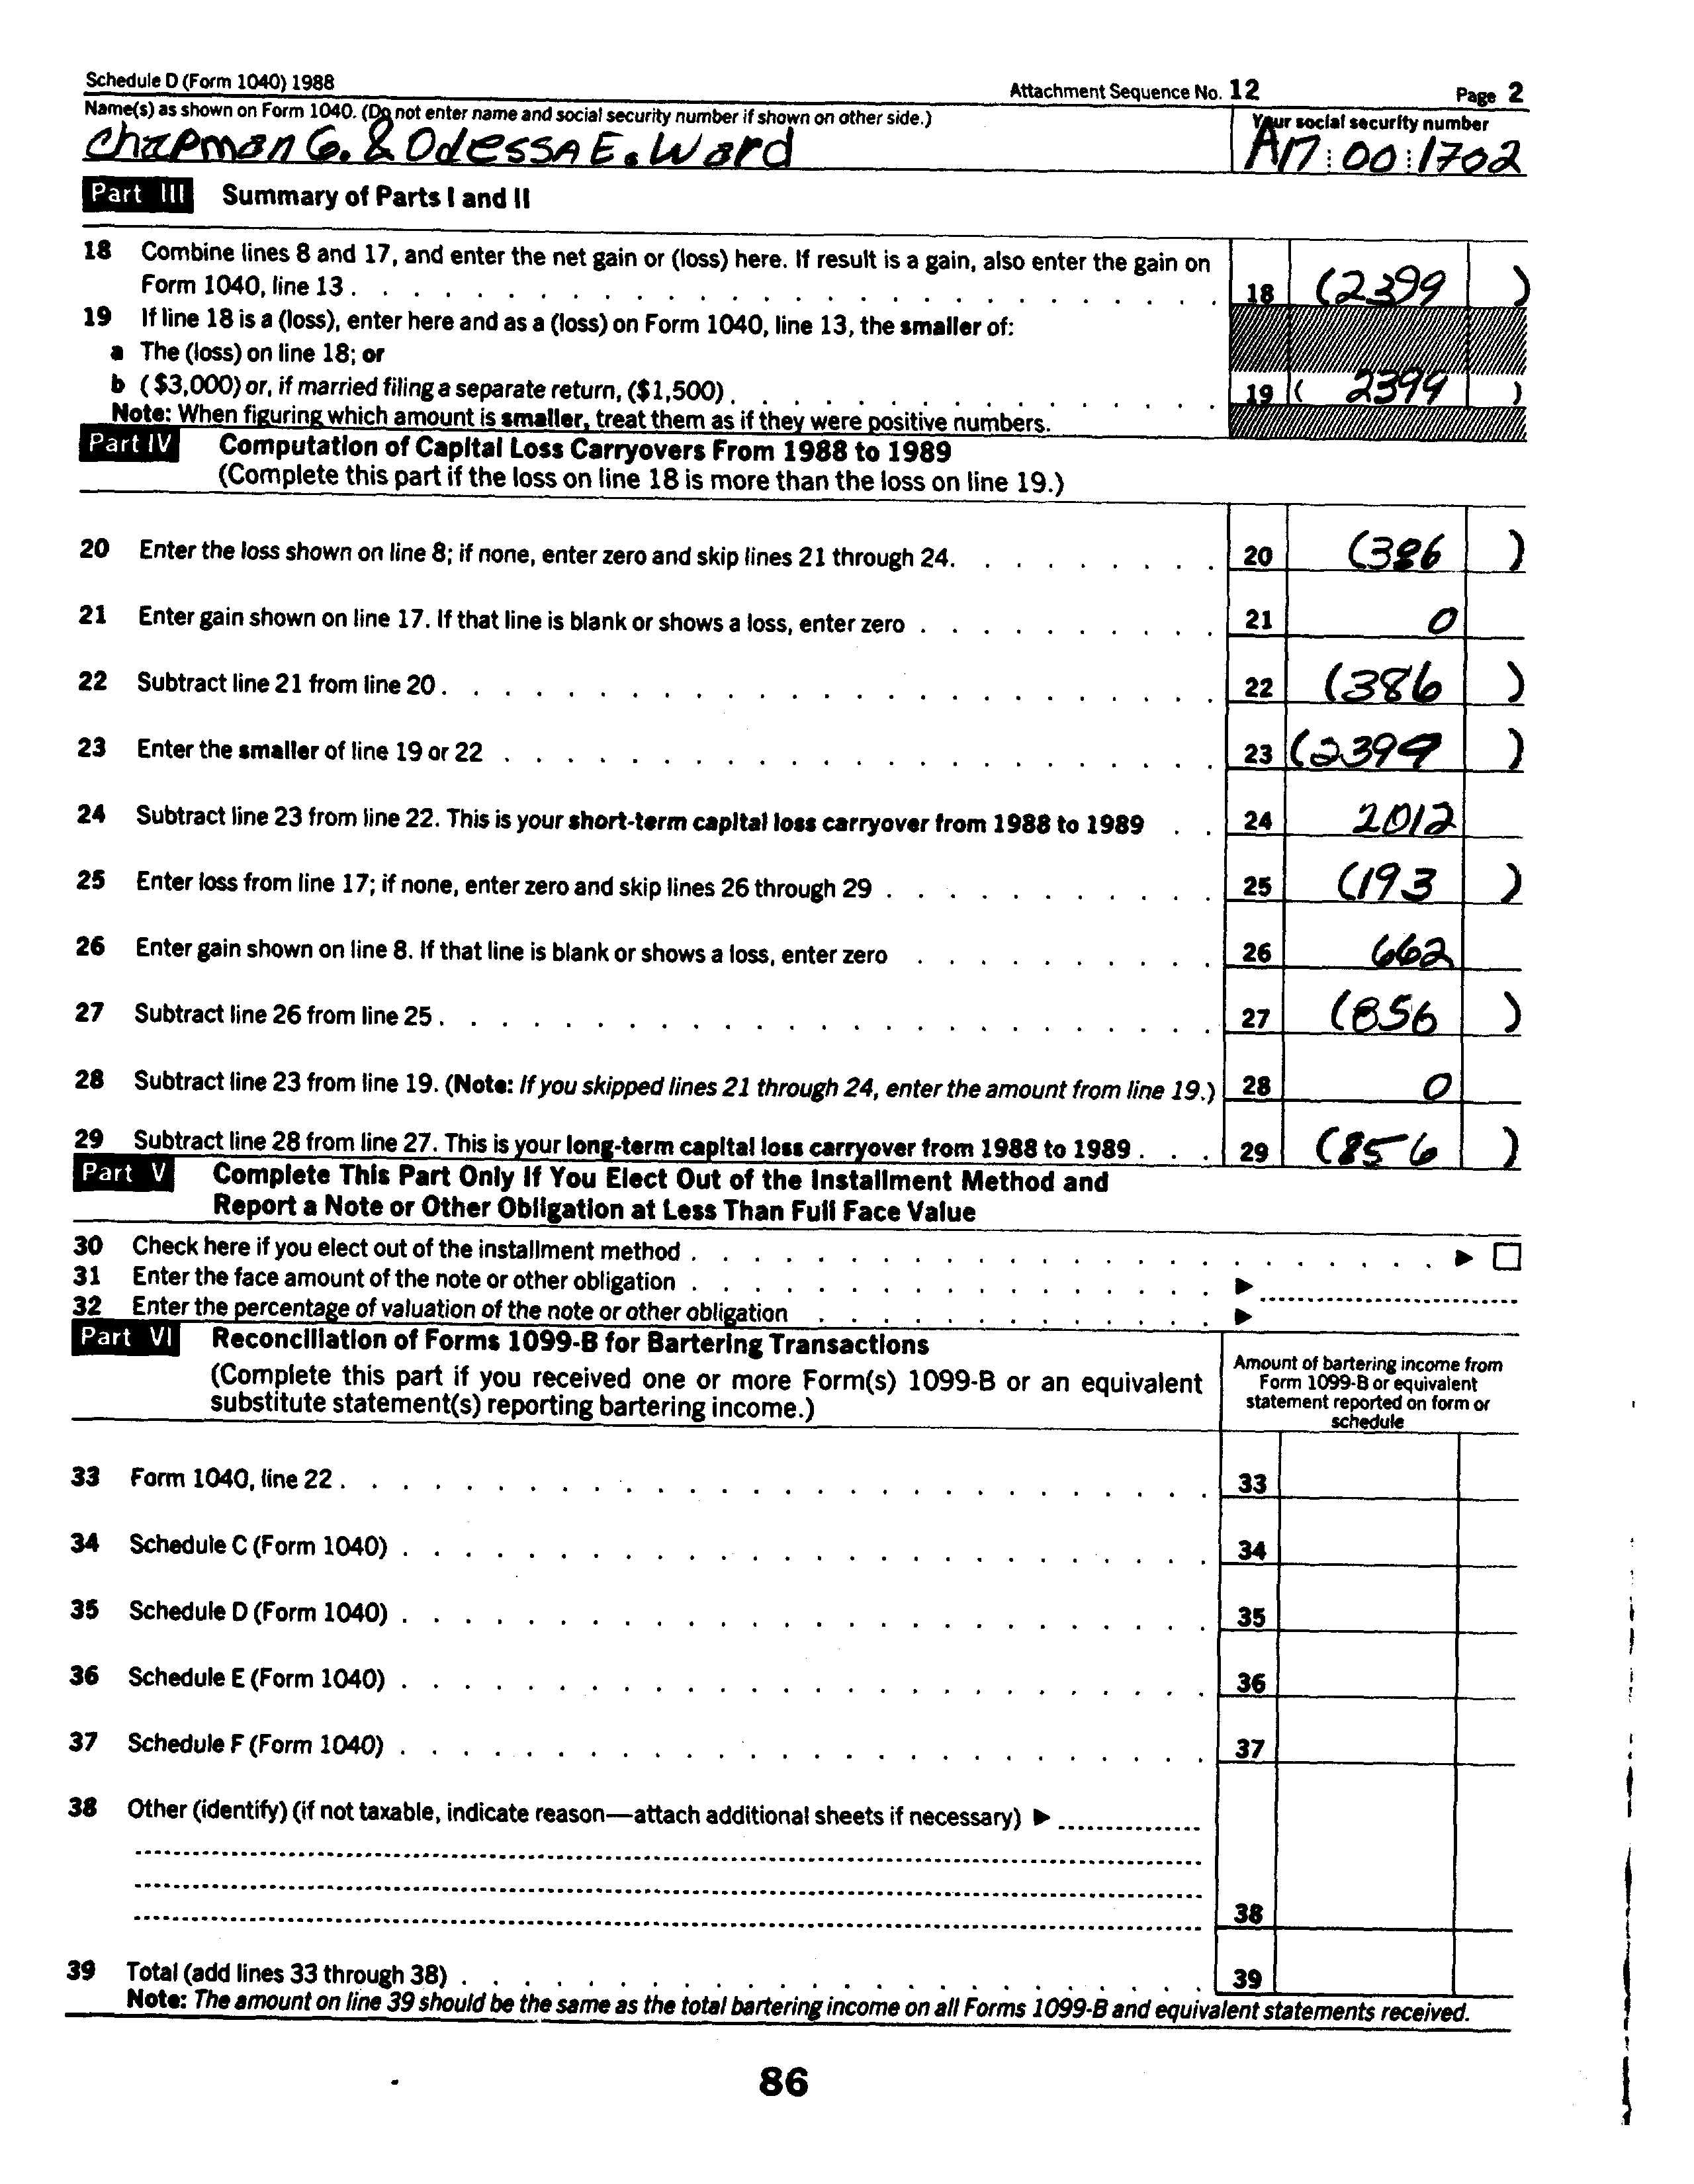 Schedule D (Form 1040) 1988 Attachment Sequence No. 12 Page 2
Name(s) as shown on Form 1040. (Do not enter name and social security number if shown on other side.) Your social security number
Chapman G. & Odessa E. Ward A17 00 1702
Part III Summary of Parts I and II
18 Combine lines 8 and 17, and enter the net gain or (loss) here. If result is a gain, also enter the gain on
Form 1040, line 13 . . . 18 (2399 )
19 If line 18 is a (loss), enter here and as a (loss) on Form 1040, line 13, the smaller of:
a The (loss) on line 18; or
b ($3,000) or, if married filing a separate return, ($1,500) . . . 19 ( 2399 )
Note: When figuring which amount is smaller, treat them as if they were positive numbers.
Part IV Computation of Capital Loss Carryovers From 1988 to 1989
(Complete this part if the loss on line 18 is more than the loss on line 19.)
20 Enter the loss shown on line 8; if none, enter zero and skip lines 21 through 24. . . . 20 (386 )
21 Enter gain shown on line 17. If that line is blank or shows a loss, enter zero . . . 21 0
22 Subtract line 21 from line 20 . . . 22 (386 )
23 Enter the smaller of line 19 or 22 . . . 23 (2399 )
24 Subtract line 23 from line 22. This is your short-term capital loss carryover from 1988 to 1989 . . 24 2012
25 Enter loss from line 17; if none, enter zero and skip lines 26 through 29 . . . 25 (193 )
26 Enter gain shown on line 8. If that line is blank or shows a loss, enter zero . . . 26 662
27 Subtract line 26 from line 25 . . . 27 (856 )
28 Subtract line 23 from line 19. (Note: If you skipped lines 21 through 24, enter the amount from line 19.) 28 0
29 Subtract line 28 from line 27. This is your long-term capital loss carryover from 1988 to 1989 . . . 29 (856 )
Part V Complete This Part Only If You Elect Out of the Installment Method and
Report a Note or Other Obligation at Less Than Full Face Value
30 Check here if you elect out of the installment method . . . ▶ □
31 Enter the face amount of the note or other obligation . . . ▶
32 Enter the percentage of valuation of the note or other obligation . . . ▶
Part VI Reconciliation of Forms 1099-B for Bartering Transactions
(Complete this part if you received one or more Form(s) 1099-B or an equivalent
substitute statement(s) reporting bartering income.)
Amount of bartering income from
Form 1099-B or equivalent
statement reported on form or
schedule
33 Form 1040, line 22 . . . 33
34 Schedule C (Form 1040) . . . 34
35 Schedule D (Form 1040) . . . 35
36 Schedule E (Form 1040) . . . 36
37 Schedule F (Form 1040) . . . 37
38 Other (identify) (if not taxable, indicate reason—attach additional sheets if necessary) ▶
38
39 Total (add lines 33 through 38) . . . 39
Note: The amount on line 39 should be the same as the total bartering income on all Forms 1099-B and equivalent statements received.
86